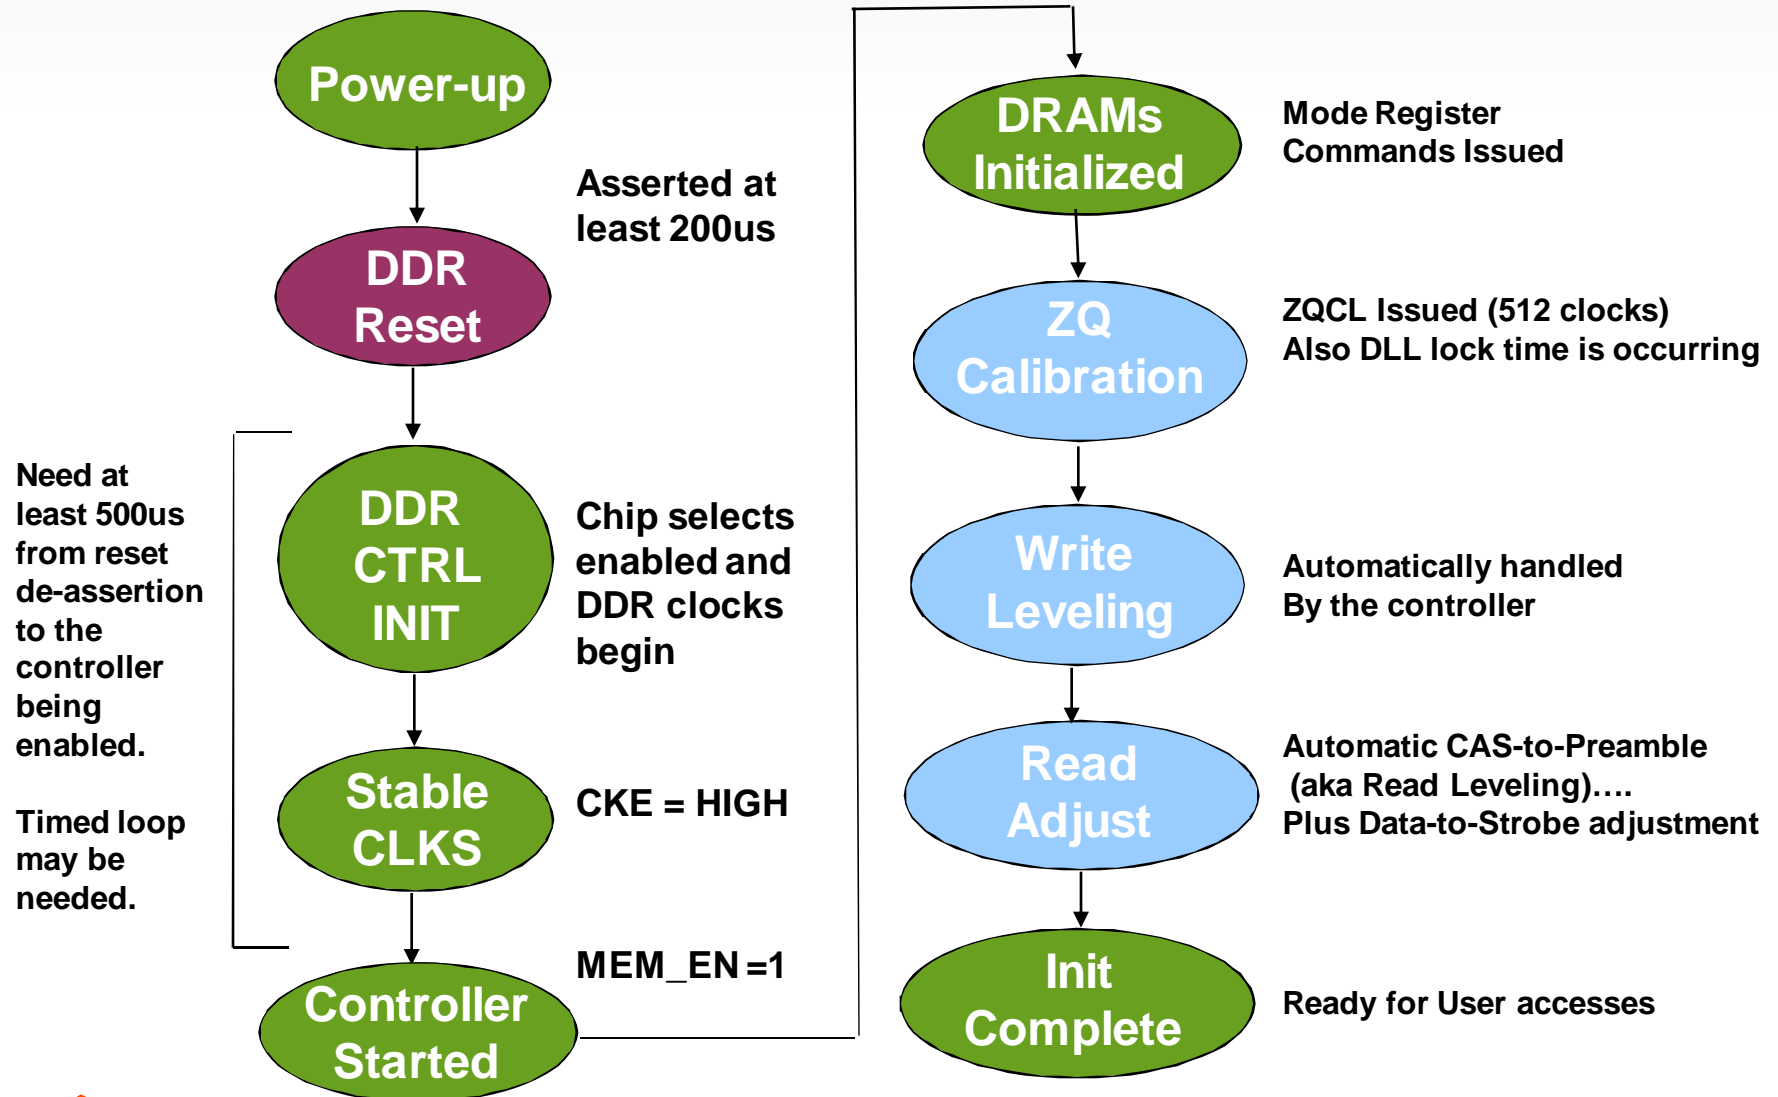 Power-up
Asserted at
least 200us
DDR
Reset
Need at
least 500us
from reset
de-assertion
to the
controller
being
enabled.
Timed loop
may be
needed.
DDR
CTRL
INIT
Chip selects
enabled and
DDR clocks
begin
Stable
CLKS
CKE = HIGH
MEM_EN =1
Controller
Started
DRAMs
Initialized
Mode Register
Commands Issued
ZQ
Calibration
ZQCL Issued (512 clocks)
Also DLL lock time is occurring
Write
Leveling
Automatically handled
By the controller
Read
Adjust
Automatic CAS-to-Preamble
(aka Read Leveling)….
Plus Data-to-Strobe adjustment
Init
Complete
Ready for User accesses